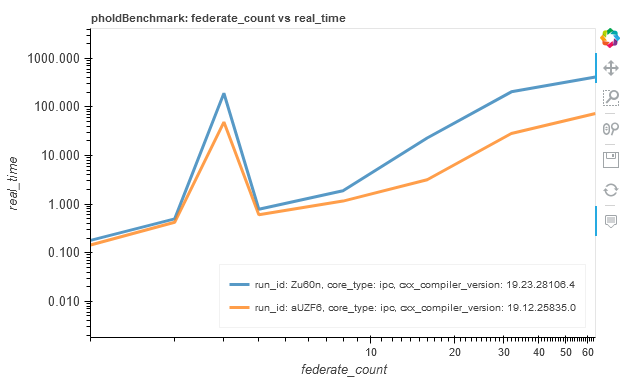 pholdBenchmark: federate_count vs real_time
1000.000
100.000
10.000
1.000
0.100
0.010
real_time
run_id: Zu60n, core_type: ipc, cxx_compiler_version: 19.23.28106.4
run_id: aUZF6, core_type: ipc, cxx_compiler_version: 19.12.25835.0
10 20 30 40 50 60
federate_count